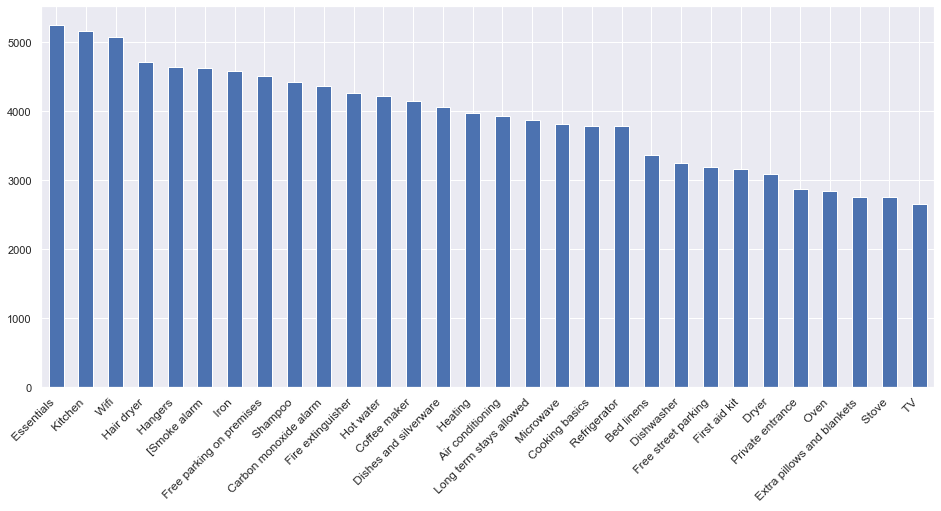 5000
4000
3000
2000
1000
0
Essentials
Kitchen
Wifi
Hair dryer
Hangers
[Smoke alarm
Iron
Free parking on premises
Shampoo
Carbon monoxide alarm
Fire extinguisher
Hot water
Coffee maker
Dishes and silverware
Heating
Air conditioning
Long term stays allowed
Microwave
Cooking basics
Refrigerator
Bed linens
Dishwasher
Free street parking
First aid kit
Dryer
Private entrance
Oven
Extra pillows and blankets
Stove
TV